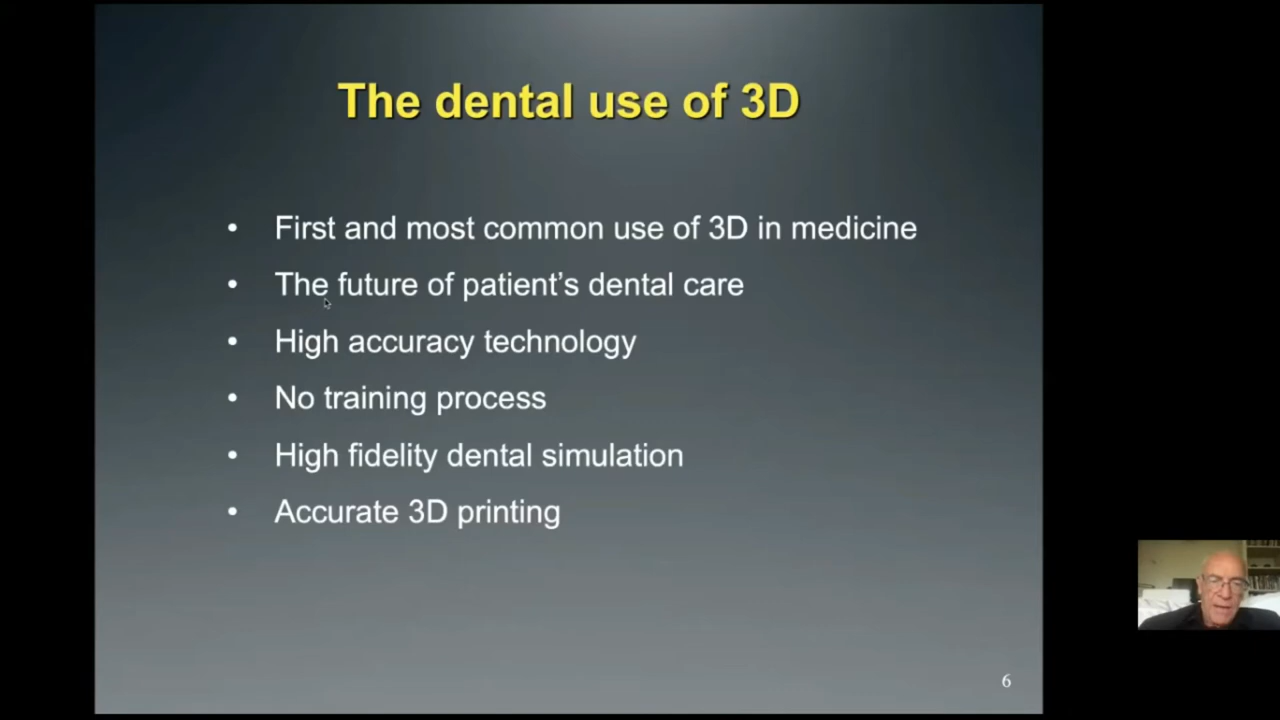 The dental use of 3D
• First and most common use of 3D in medicine
• The future of patient’s dental care
• High accuracy technology
• No training process
• High fidelity dental simulation
• Accurate 3D printing
6